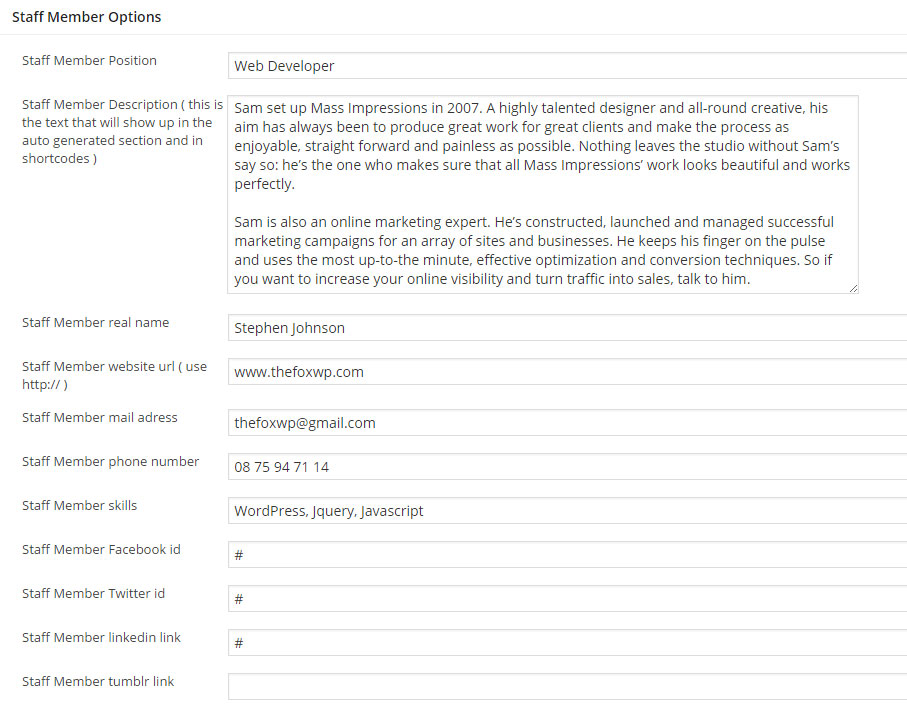 Staff Member Options
Staff Member Position
Web Developer
Staff Member Description ( this is
the text that will show up in the
auto generated section and in
shortcodes )
Sam set up Mass Impressions in 2007. A highly talented designer and all-round creative, his
aim has always been to produce great work for great clients and make the process as
enjoyable, straight forward and painless as possible. Nothing leaves the studio without Sam’s
say so: he’s the one who makes sure that all Mass Impressions’ work looks beautiful and works
perfectly.
Sam is also an online marketing expert. He’s constructed, launched and managed successful
marketing campaigns for an array of sites and businesses. He keeps his finger on the pulse
and uses the most up-to-the minute, effective optimization and conversion techniques. So if
you want to increase your online visibility and turn traffic into sales, talk to him.
Staff Member real name
Stephen Johnson
Staff Member website url ( use
http:// )
www.thefoxwp.com
Staff Member mail adress
thefoxwp@gmail.com
Staff Member phone number
08 75 94 71 14
Staff Member skills
WordPress, Jquery, Javascript
Staff Member Facebook id
#
Staff Member Twitter id
#
Staff Member linkedin link
#
Staff Member tumblr link